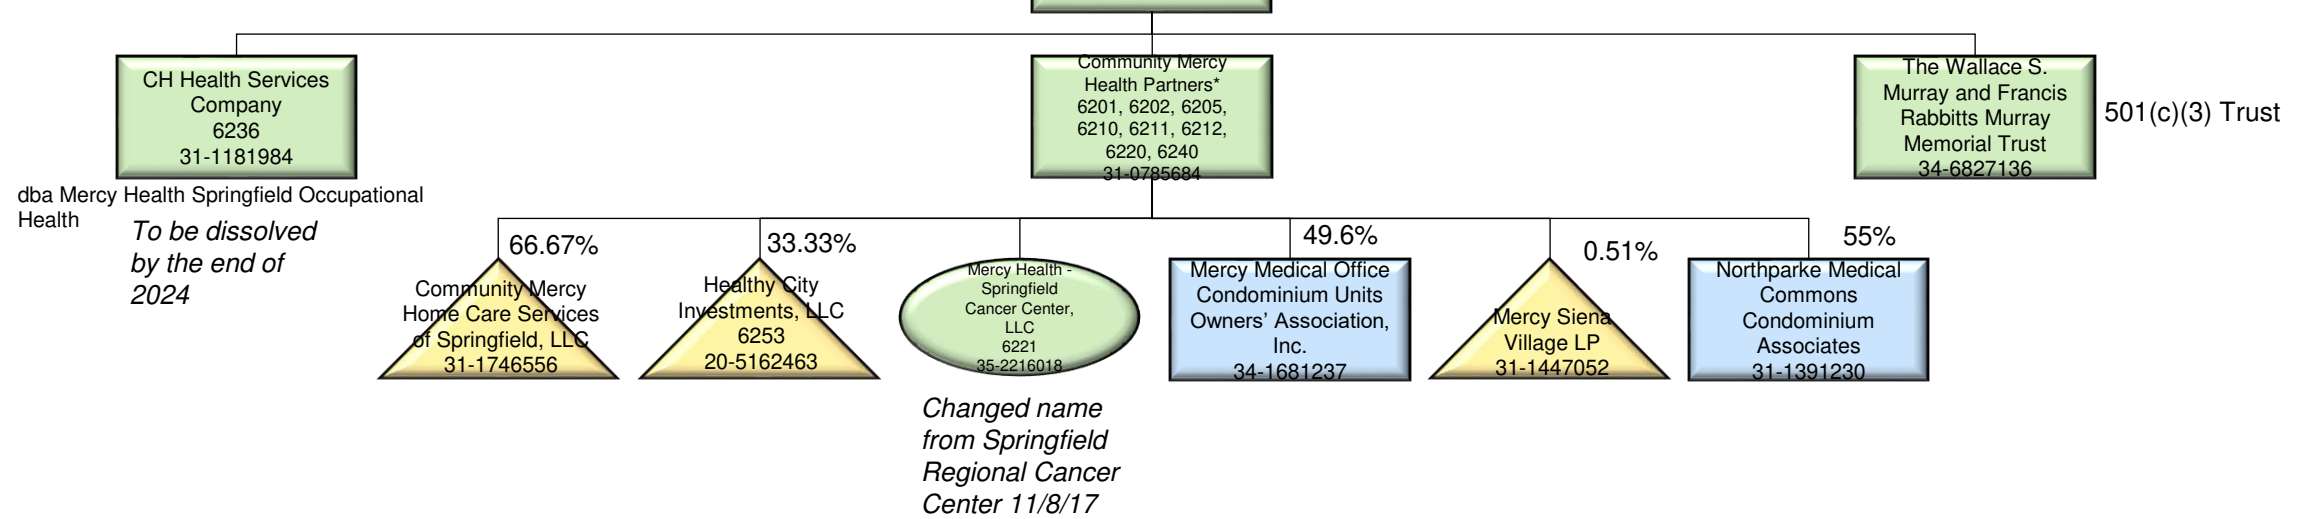 CH Health Services
Company
6236
31-1181984
dba Mercy Health Springfield Occupational
Health
To be dissolved
by the end of
2024
Community Mercy
Health Partners*
6201, 6202, 6205,
6210, 6211, 6212,
6220, 6240
31-0785684
The Wallace S.
Murray and Francis
Rabbitts Murray
Memorial Trust
34-6827136
501(c)(3) Trust
66.67%
Community Mercy
Home Care Services
of Springfield, LLC
31-1746556
33.33%
Healthy City
Investments, LLC
6253
20-5162463
Mercy Health -
Springfield
Cancer Center,
LLC
6221
35-2216018
Changed name
from Springfield
Regional Cancer
Center 11/8/17
49.6%
Mercy Medical Office
Condominium Units
Owners’ Association,
Inc.
34-1681237
0.51%
Mercy Siena
Village LP
31-1447052
55%
Northparke Medical
Commons
Condominium
Associates
31-1391230